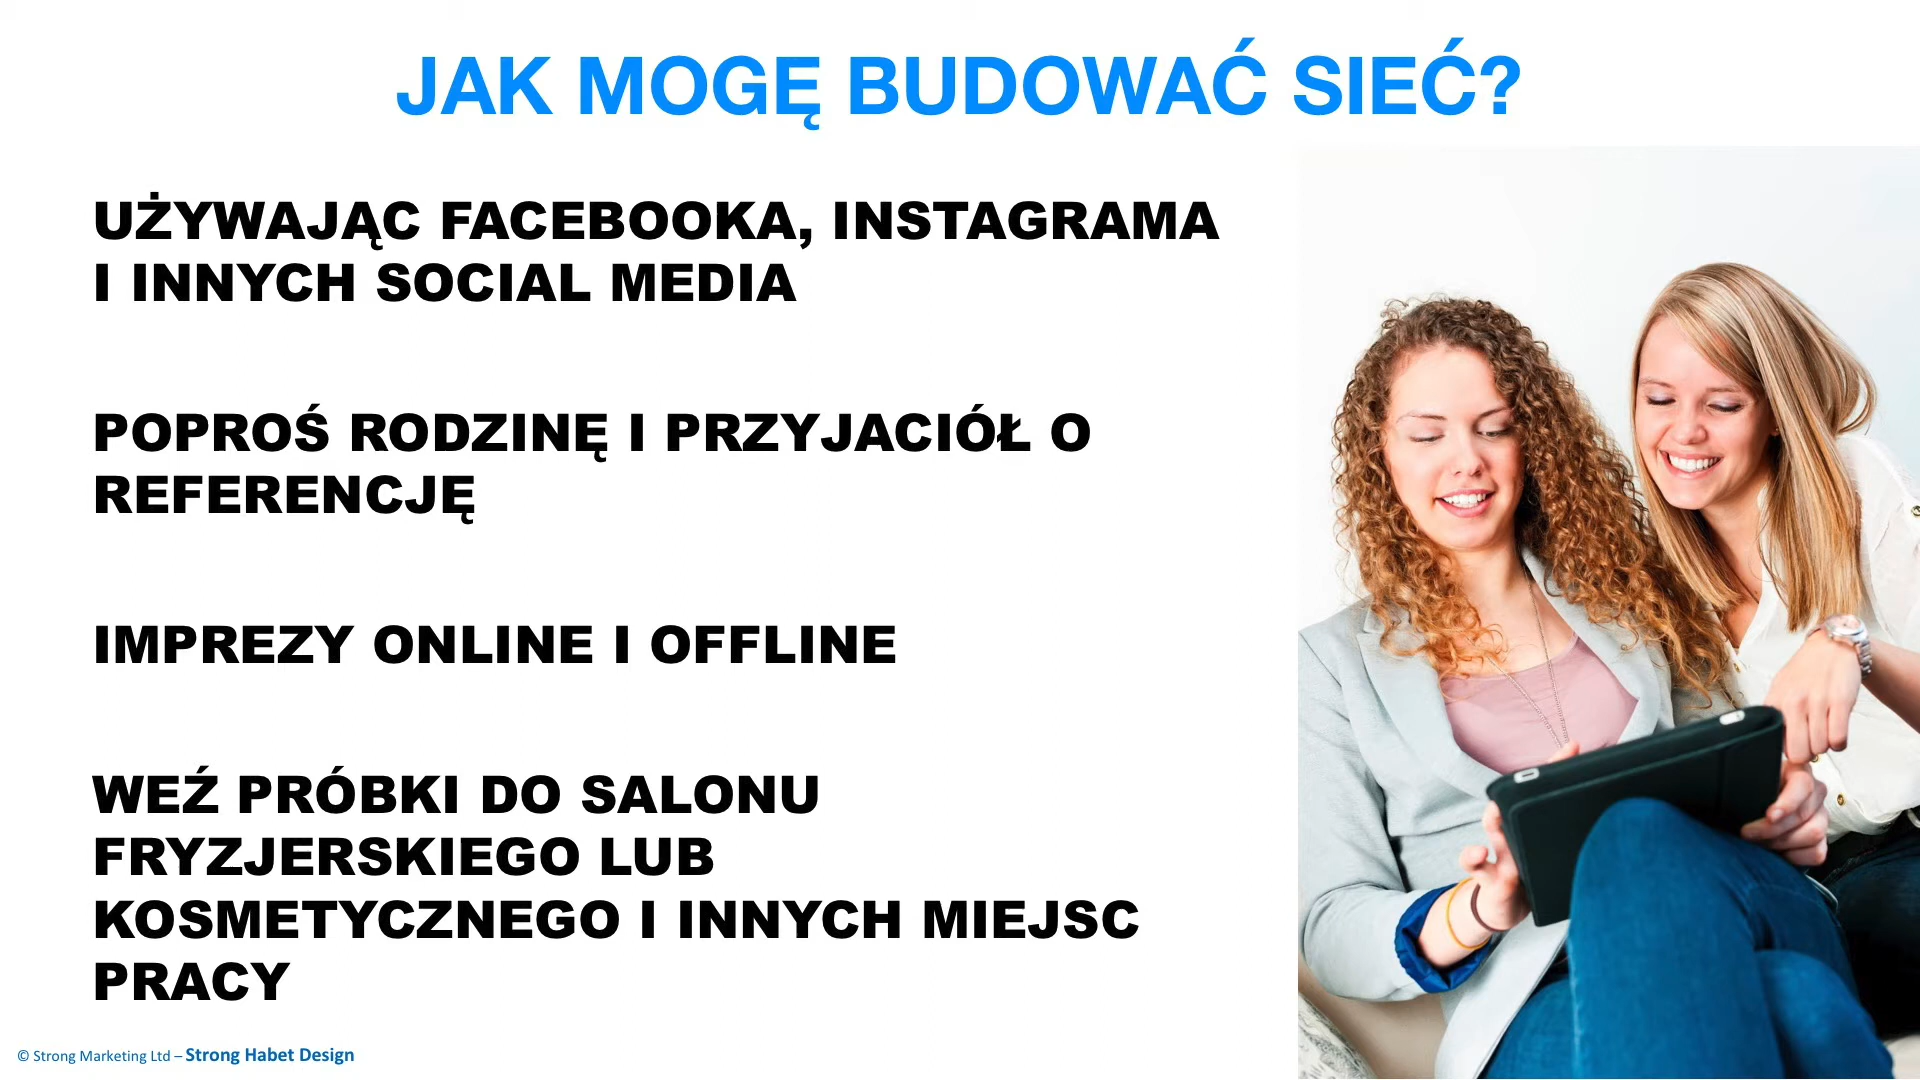 JAK MOGĘ BUDOWAĆ SIEĆ?
UŻYWAJĄC FACEBOOKA, INSTAGRAMA
I INNYCH SOCIAL MEDIA
POPROŚ RODZINĘ I PRZYJACIÓŁ O
REFERENCJĘ
IMPREZY ONLINE I OFFLINE
WEŹ PRÓBKI DO SALONU
FRYZJERSKIEGO LUB
KOSMETYCZNEGO I INNYCH MIEJSC
PRACY
© Strong Marketing Ltd – Strong Habet Design